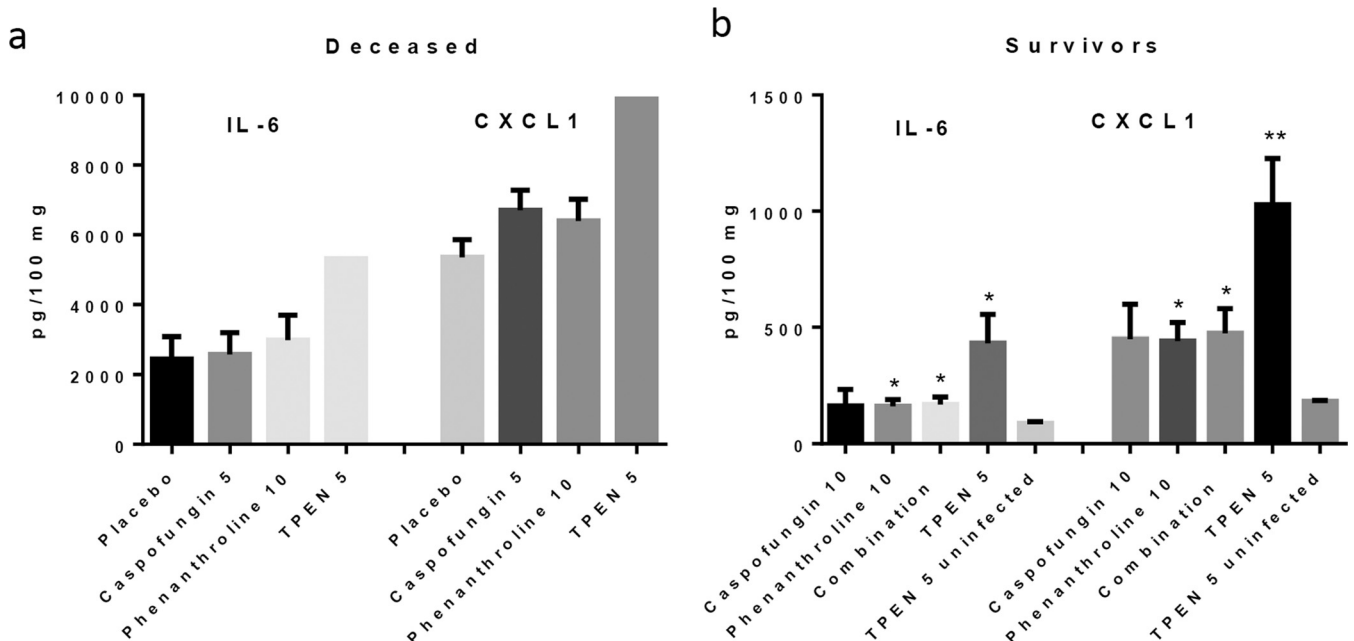 a
Deceased
10000
8000
6000
4000
2000
0
pg/100 mg
IL-6
CXCL1
Placebo
Caspofungin 5
Phenanthroline 10
TPEN 5
Placebo
Caspofungin 5
Phenanthroline 10
TPEN 5
b
Survivors
1500
1000
500
0
pg/100 mg
IL-6
CXCL1
*
*
*
*
*
**
Caspofungin 10
Phenanthroline 10
Combination
TPEN 5
TPEN 5 uninfected
Caspofungin 10
Phenanthroline 10
Combination
TPEN 5
TPEN 5 uninfected